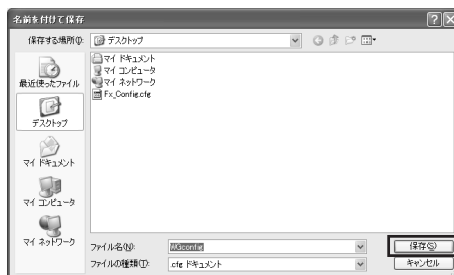 名前を付けて保存
保存する場所(I):
デスクトップ
マイ ドキュメント
マイ コンピュータ
マイ ネットワーク
Fx_Config.cfg
最近使ったファイル
デスクトップ
マイ ドキュメント
マイ コンピュータ
マイ ネットワーク
ファイル名(N):
保存(S)
ファイルの種類(T):
.cfg ドキュメント
キャンセル